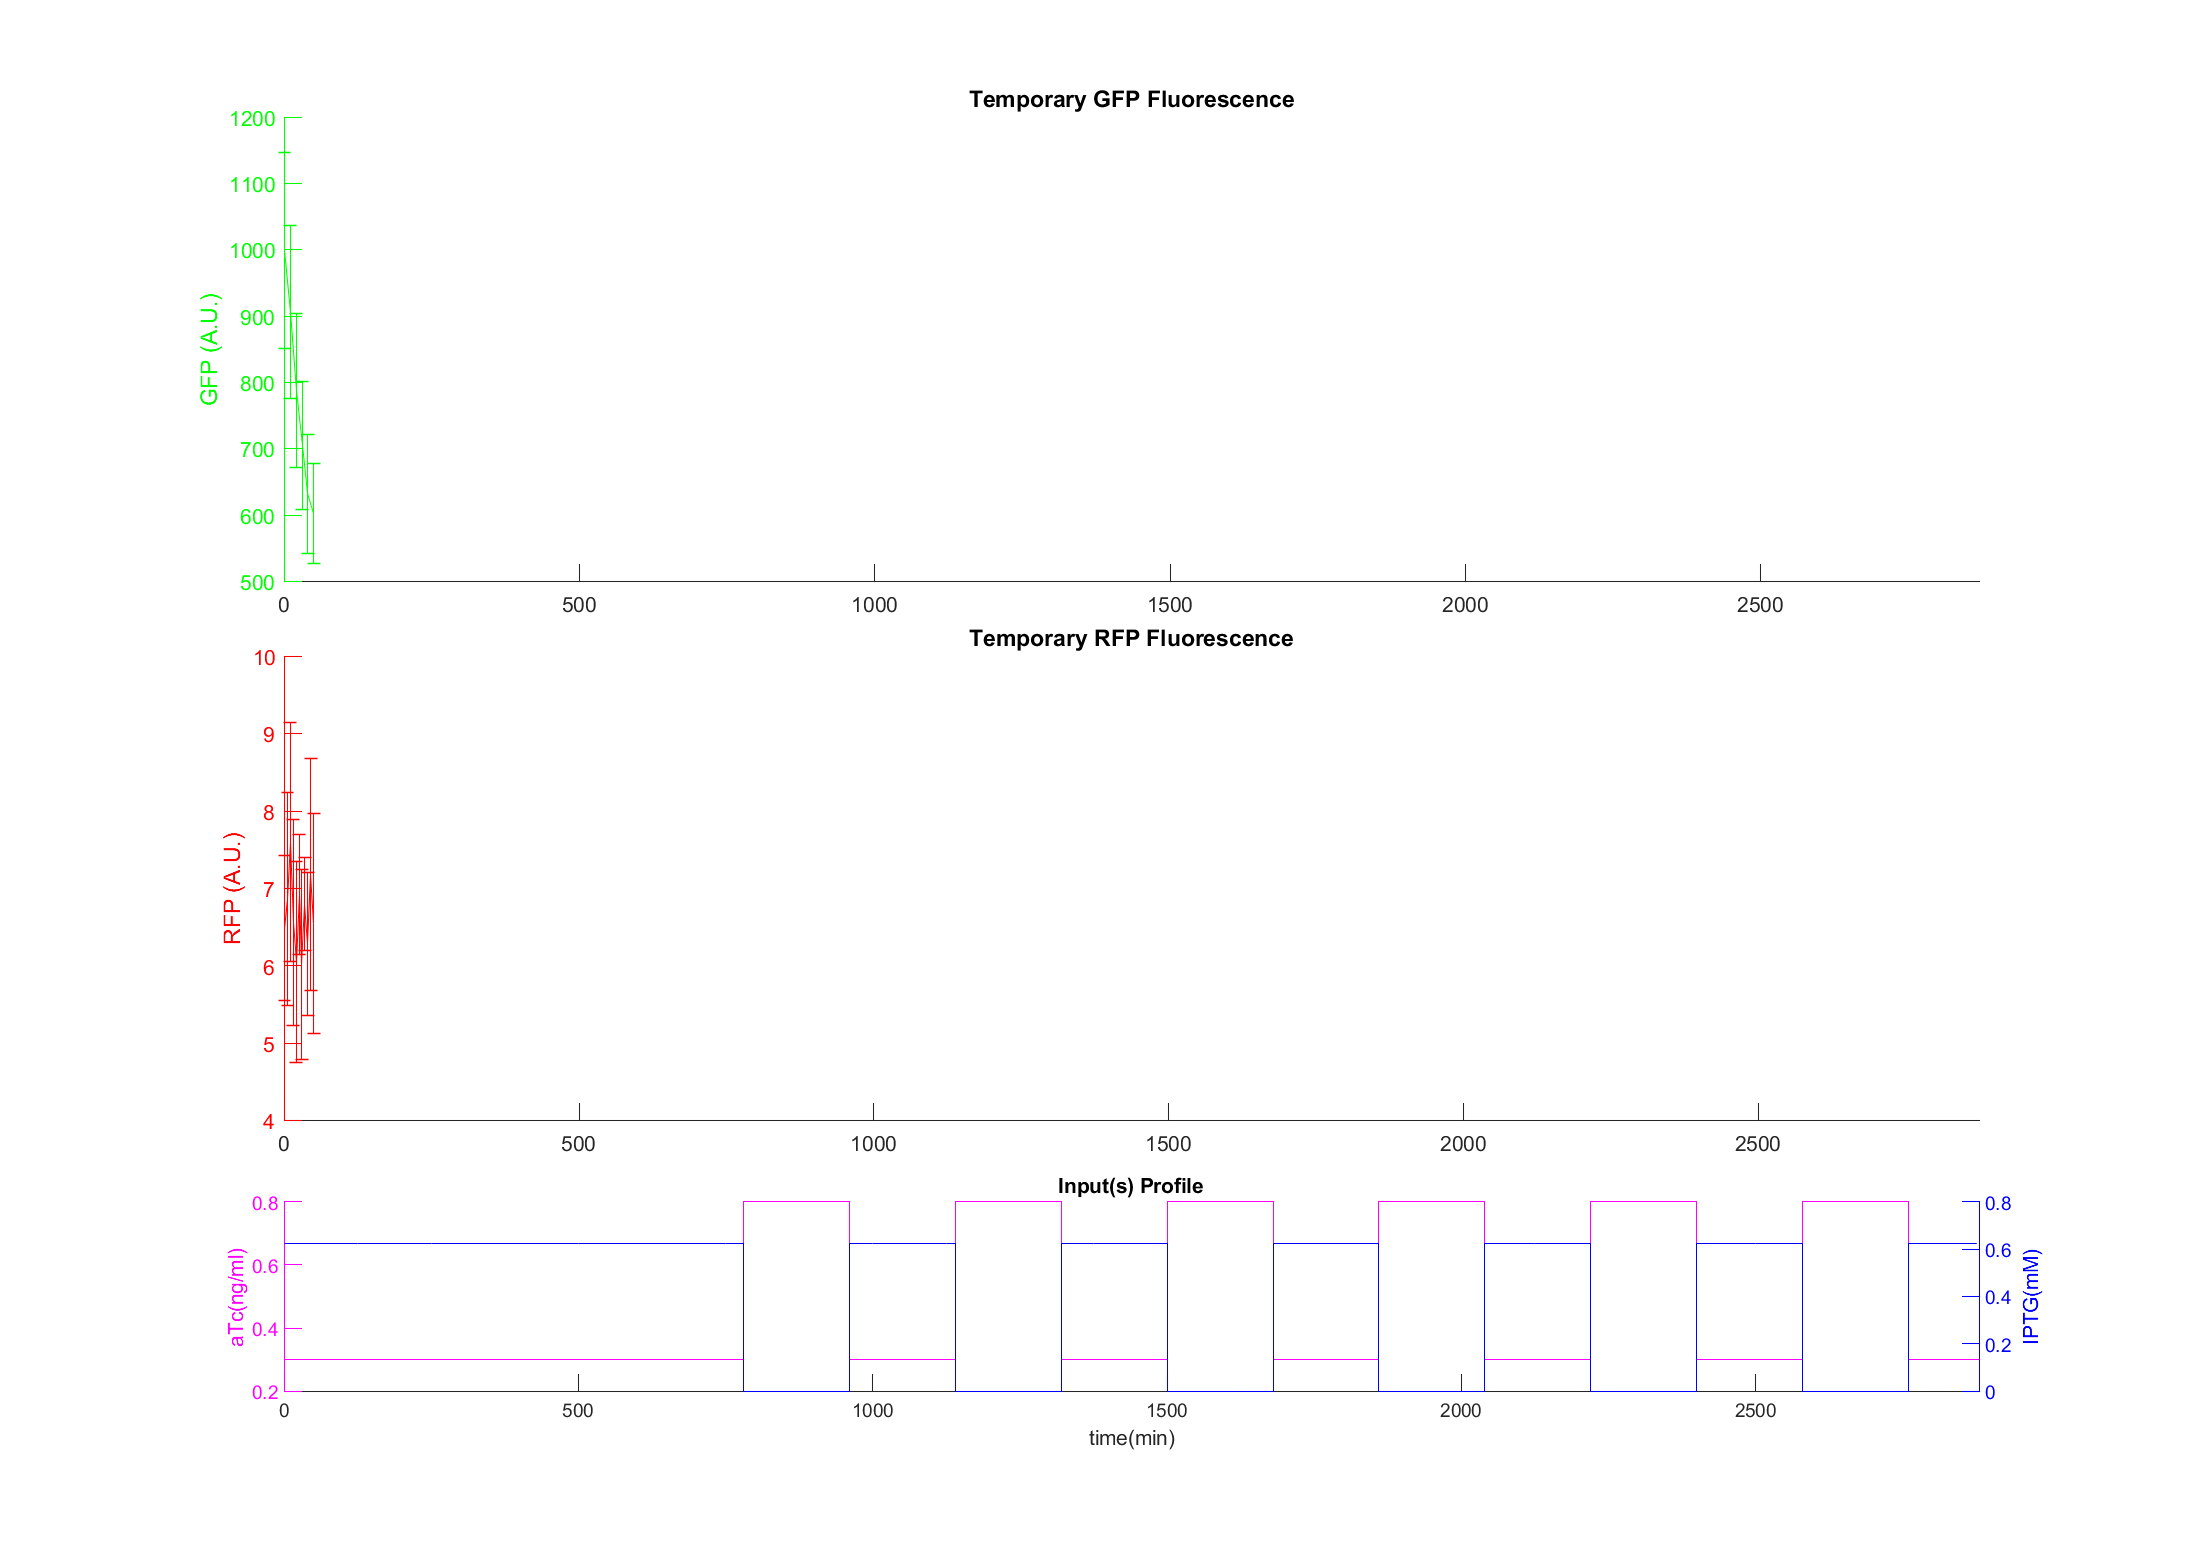 Temporary GFP Fluorescence
1200
1100
1000
900
800
700
600
500
GFP (A.U.)
0 500 1000 1500 2000 2500
Temporary RFP Fluorescence
10
9
8
7
6
5
4
RFP (A.U.)
0 500 1000 1500 2000 2500
Input(s) Profile
0.8
0.6
0.4
0.2
aTc(ng/ml)
0.8
0.6
0.4
0.2
0
IPTG(mM)
0 500 1000 1500 2000 2500
time(min)